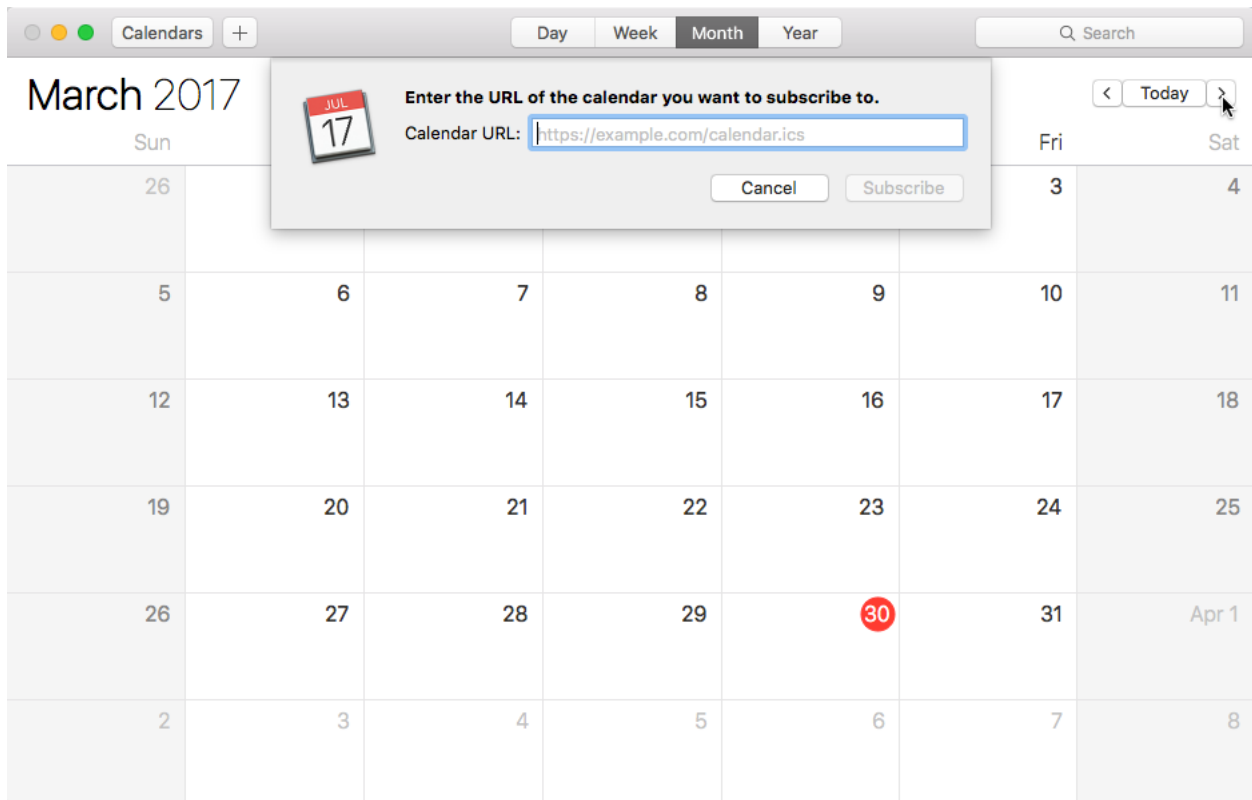 Calendars + Day Week Month Year Search
March 2017
Enter the URL of the calendar you want to subscribe to.
JUL
17
Calendar URL: https://example.com/calendar.ics
< Today >
Sun Fri Sat
Cancel Subscribe
26 3 4
5 6 7 8 9 10 11
12 13 14 15 16 17 18
19 20 21 22 23 24 25
26 27 28 29 30 31 Apr 1
2 3 4 5 6 7 8